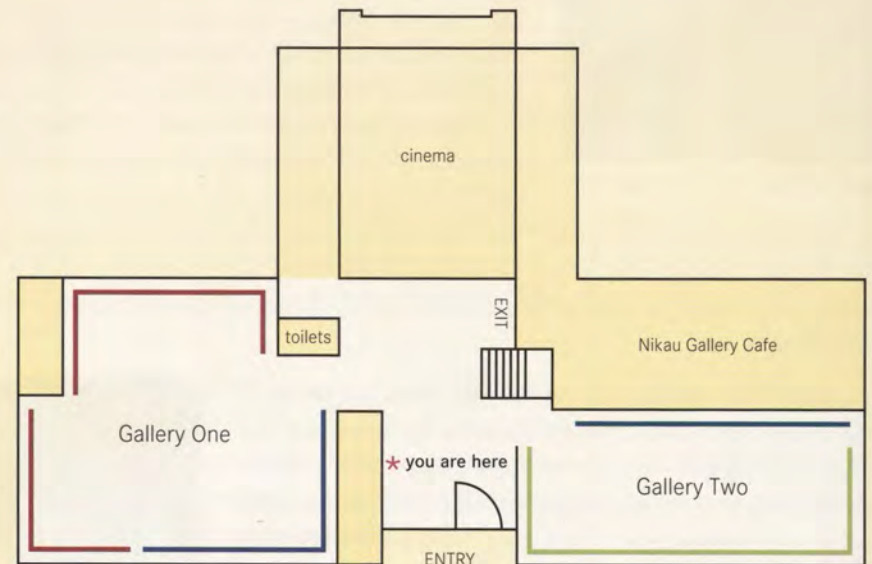 cinema
EXIT
toilets
Nikau Gallery Cafe
Gallery One
* you are here
Gallery Two
ENTRY